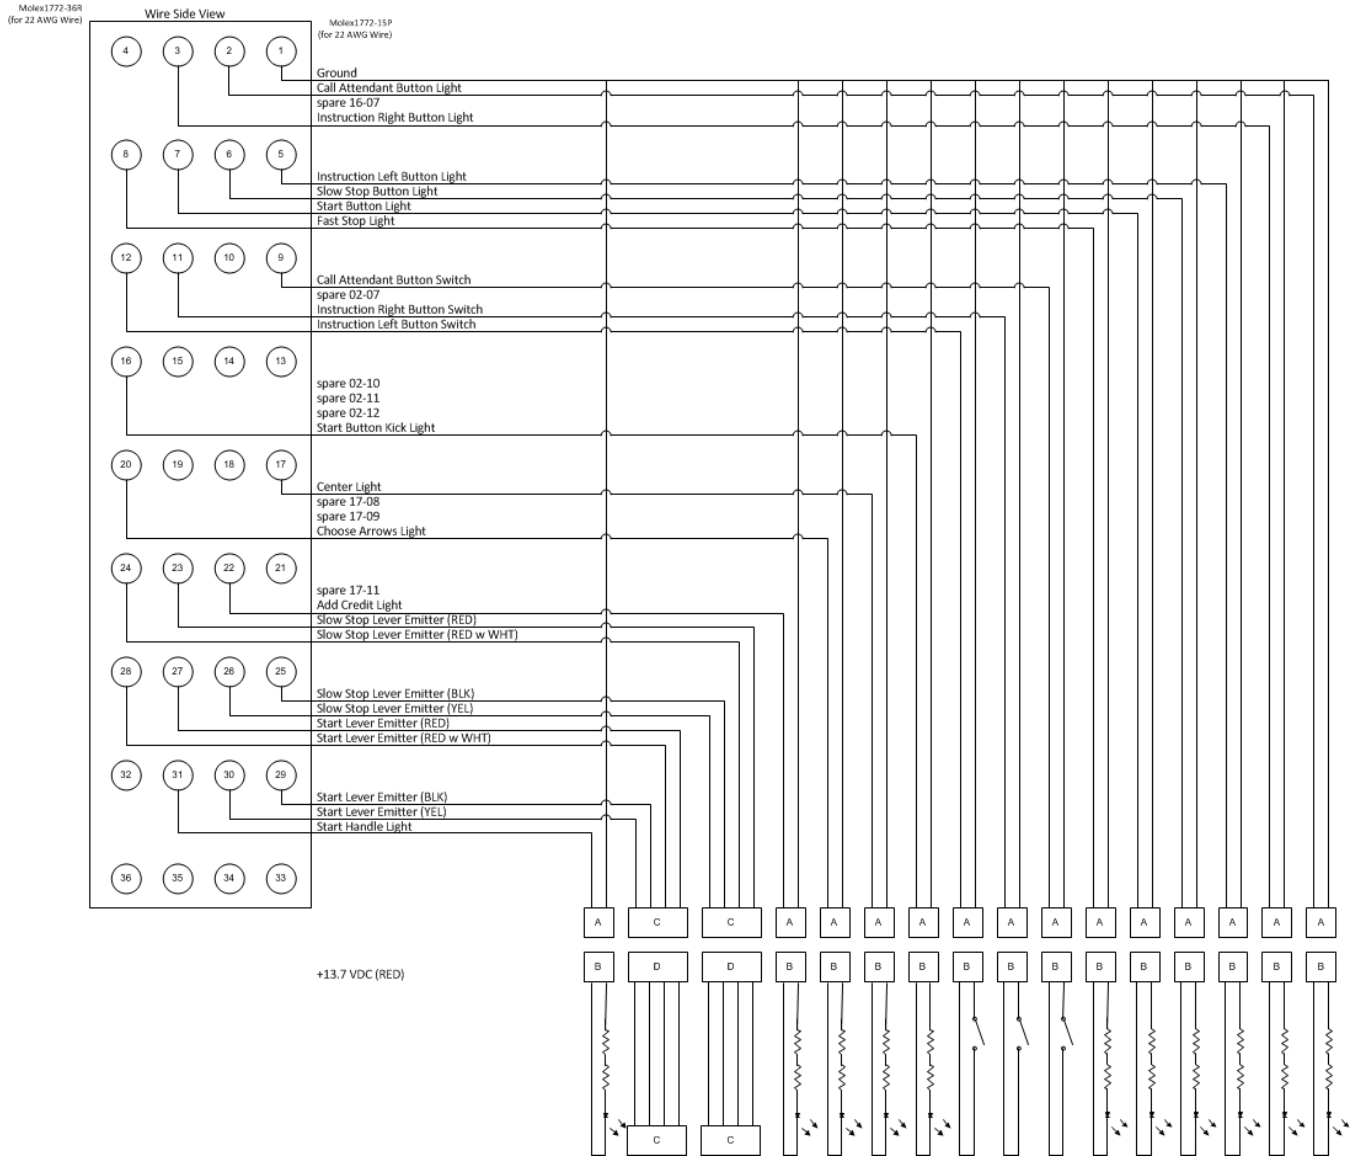 Molex1772-36R
(for 22 AWG Wire)
Wire Side View
Molex1772-15P
(for 22 AWG Wire)
4 3 2 1
Ground
Call Attendant Button Light
spare 16-07
Instruction Right Button Light
8 7 6 5
Instruction Left Button Light
Slow Stop Button Light
Start Button Light
Fast Stop Light
12 11 10 9
Call Attendant Button Switch
spare 02-07
Instruction Right Button Switch
Instruction Left Button Switch
16 15 14 13
spare 02-10
spare 02-11
spare 02-12
Start Button Kick Light
20 19 18 17
Center Light
spare 17-08
spare 17-09
Choose Arrows Light
24 23 22 21
spare 17-11
Add Credit Light
Slow Stop Lever Emitter (RED)
Slow Stop Lever Emitter (RED w WHT)
28 27 26 25
Slow Stop Lever Emitter (BLK)
Slow Stop Lever Emitter (YEL)
Start Lever Emitter (RED)
Start Lever Emitter (RED w WHT)
32 31 30 29
Start Lever Emitter (BLK)
Start Lever Emitter (YEL)
Start Handle Light
36 35 34 33
A C C A A A A A A A A A A A A A
+13.7 VDC (RED)
B D D B B B B B B B B B B B B B
C C